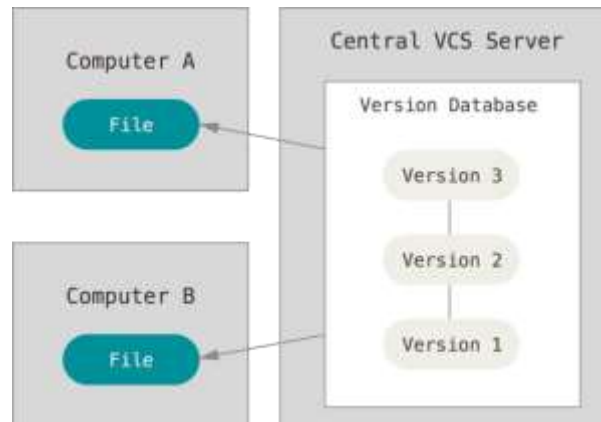 Computer A
File
Computer B
File
Central VCS Server
Version Database
Version 3
Version 2
Version 1